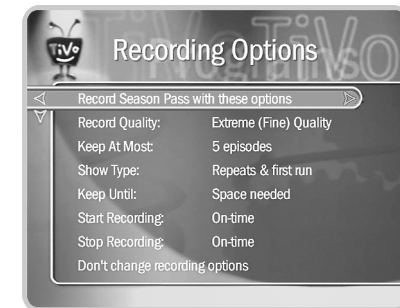 TiVo
Recording Options
Record Season Pass with these options
Record Quality: Extreme (Fine) Quality
Keep At Most: 5 episodes
Show Type: Repeats & first run
Keep Until: Space needed
Start Recording: On-time
Stop Recording: On-time
Don't change recording options